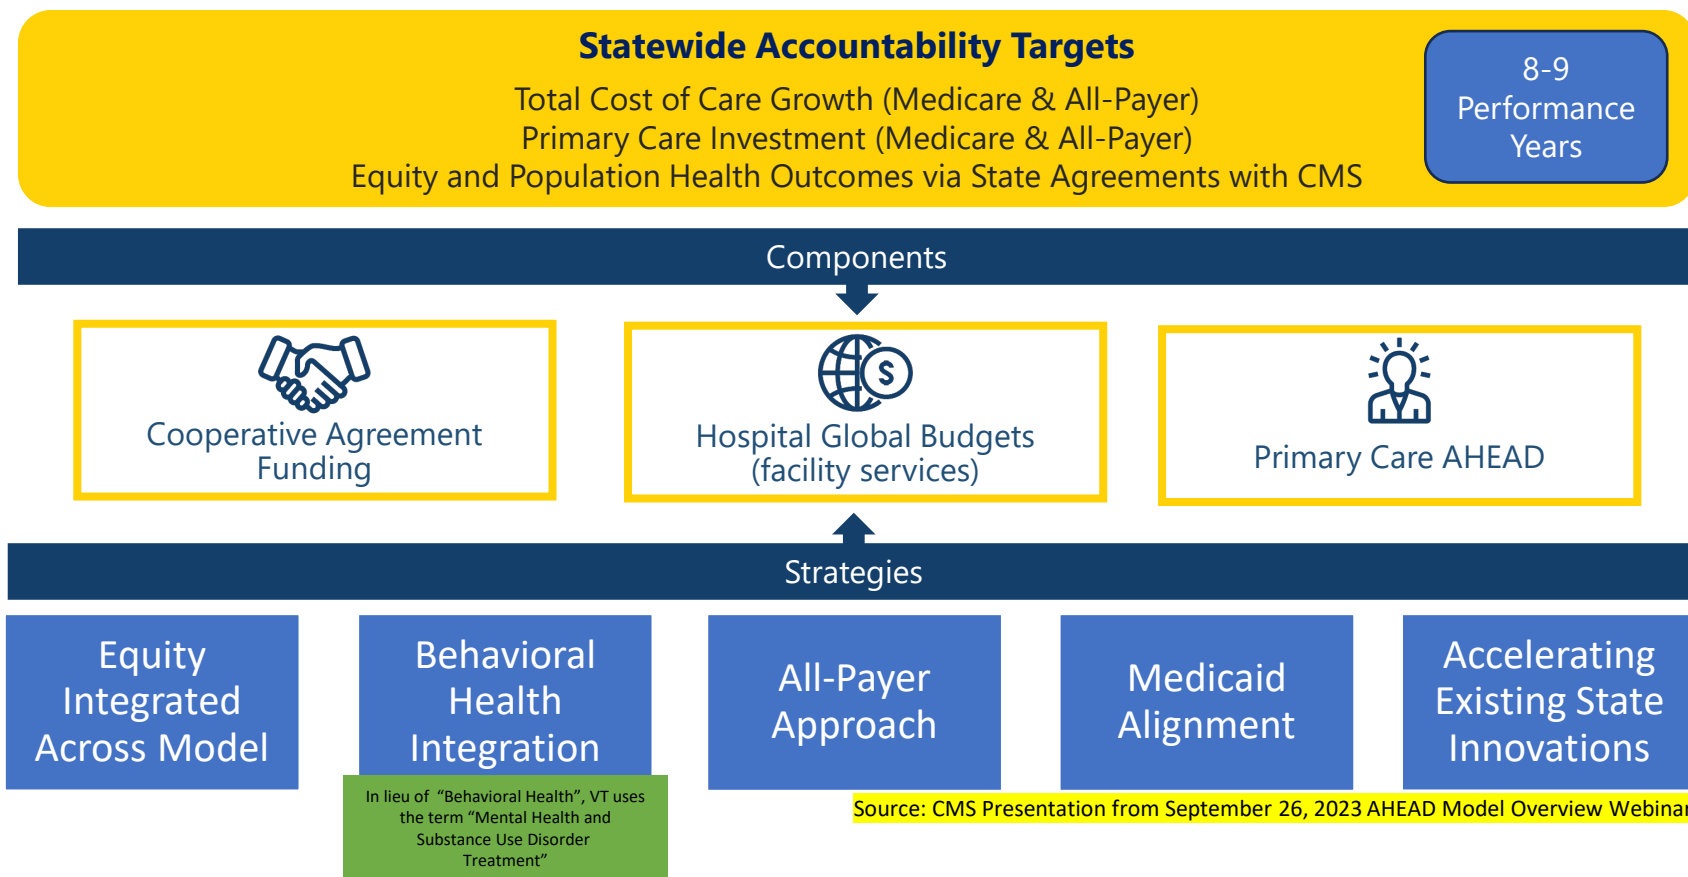 Statewide Accountability Targets
Total Cost of Care Growth (Medicare & All-Payer)
Primary Care Investment (Medicare & All-Payer)
Equity and Population Health Outcomes via State Agreements with CMS
8-9
Performance
Years
Components
Cooperative Agreement
Funding
$
Hospital Global Budgets
(facility services)
Primary Care AHEAD
Strategies
Equity
Integrated
Across Model
Behavioral
Health
Integration
All-Payer
Approach
Medicaid
Alignment
Accelerating
Existing State
Innovations
In lieu of “Behavioral Health”, VT uses
the term “Mental Health and
Substance Use Disorder
Treatment”
Source: CMS Presentation from September 26, 2023 AHEAD Model Overview Webinar